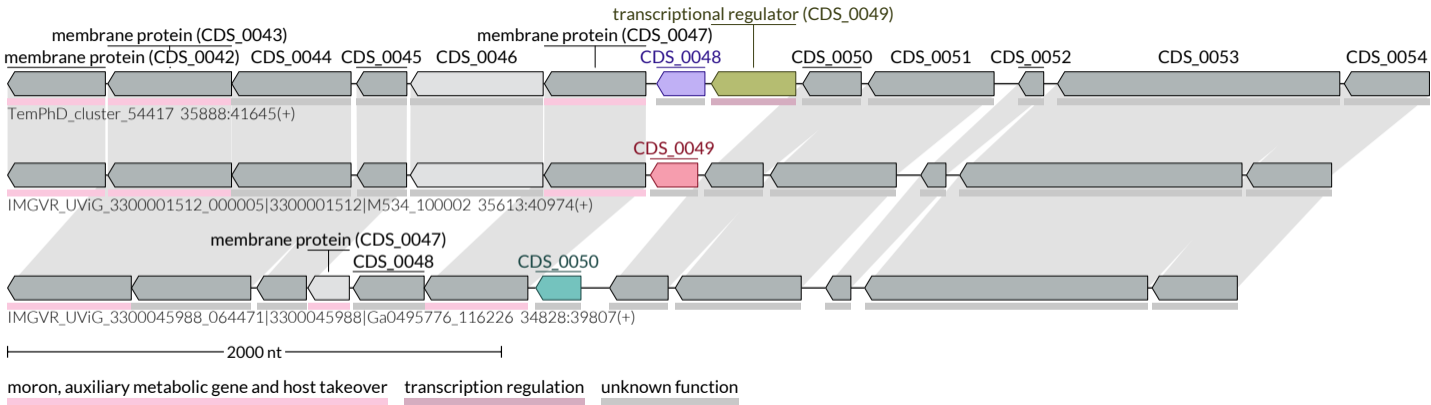 transcriptional regulator (CDS_0049)
membrane protein (CDS_0043) membrane protein (CDS_0047)
membrane protein (CDS_0042) CDS_0044 CDS_0045 CDS_0046 CDS_0048 CDS_0050 CDS_0051 CDS_0052 CDS_0053 CDS_0054
TemPhD_cluster_54417 35888:41645(+)
CDS_0049
IMGVR_UViG_3300001512_000005|3300001512|M534_100002 35613:40974(+)
membrane protein (CDS_0047)
CDS_0048 CDS_0050
IMGVR_UViG_3300045988_064471|3300045988|Ga0495776_116226 34828:39807(+)
2000 nt
moron, auxiliary metabolic gene and host takeover transcription regulation unknown function